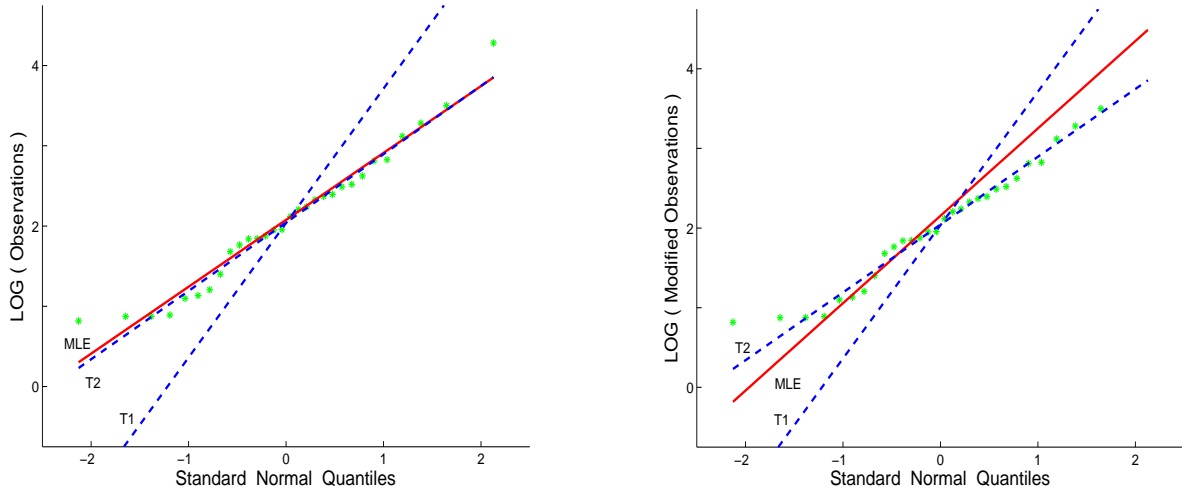 LOG ( Observations )
4
2
0
MLE
T2
T1
−2
−1
0
1
2
Standard Normal Quantiles
LOG ( Modified Observations )
4
2
0
T2
MLE
T1
−2
−1
0
1
2
Standard Normal Quantiles